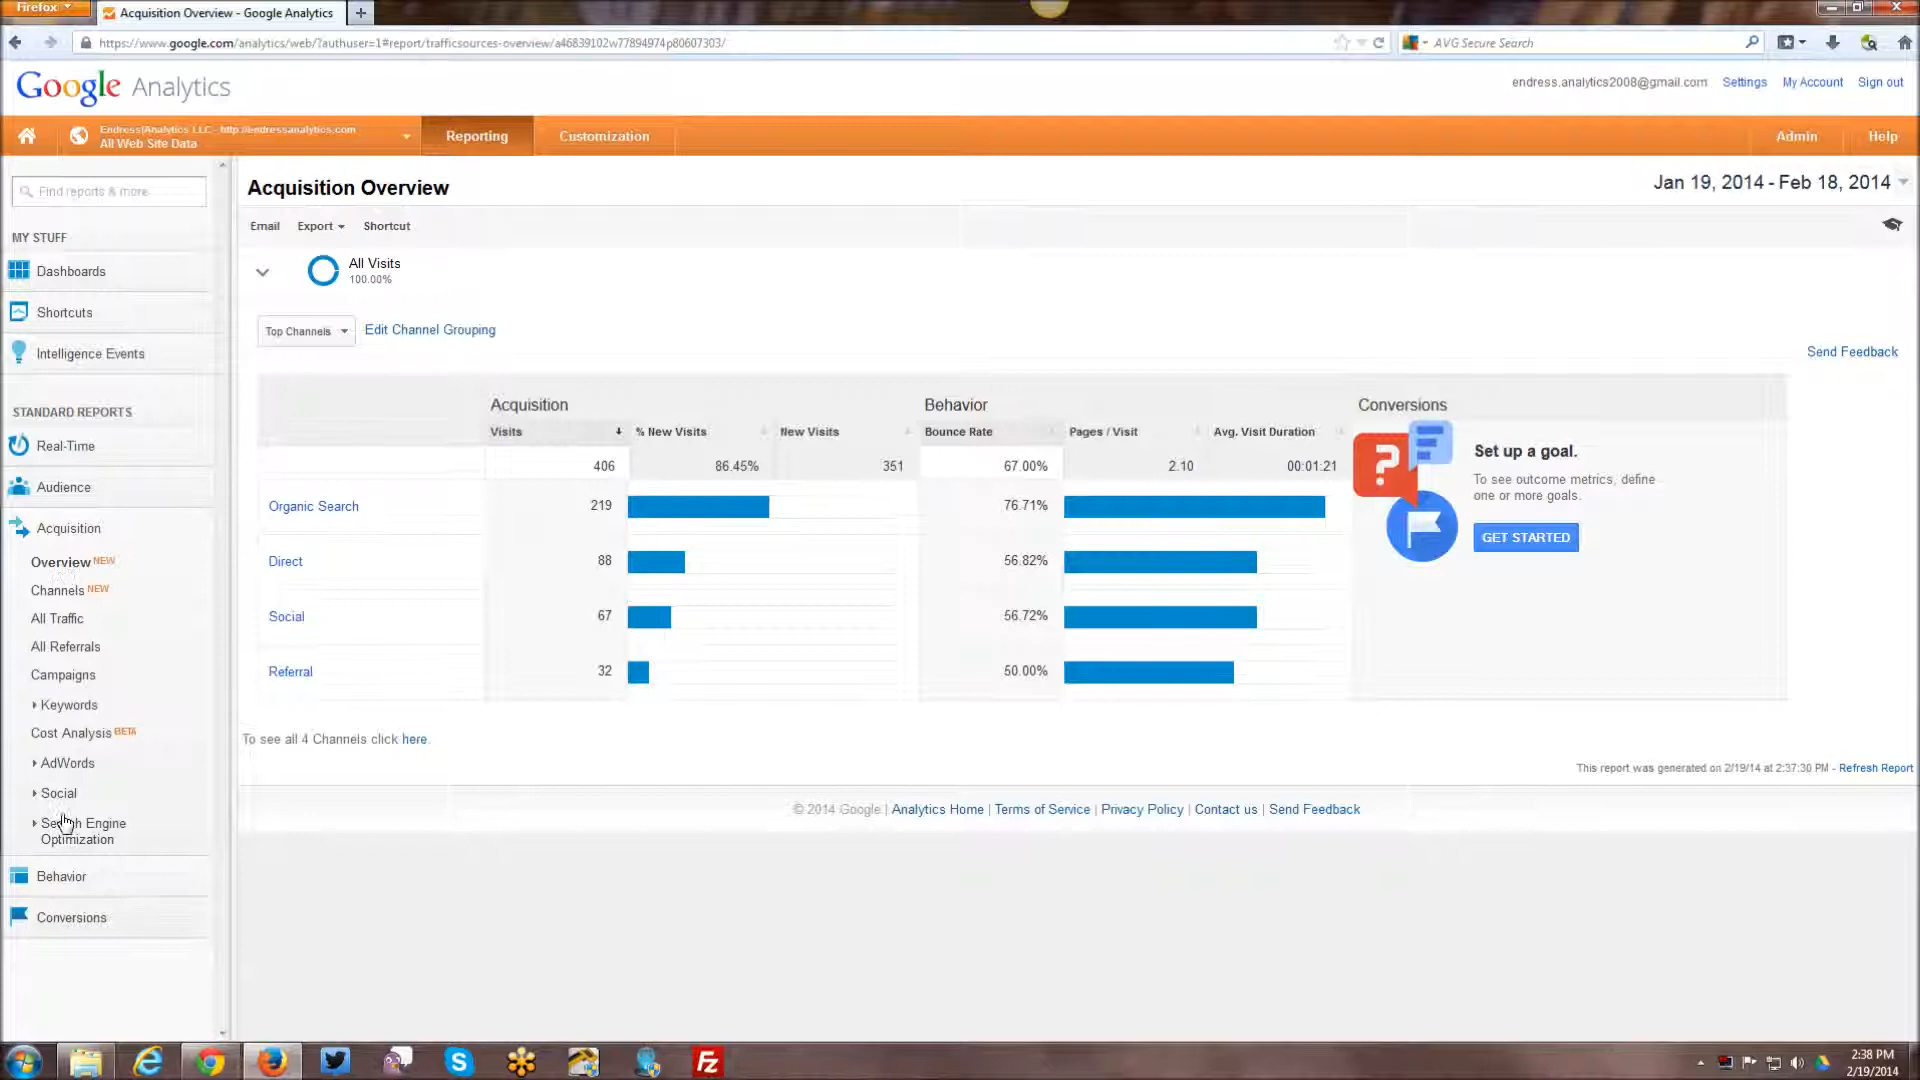 Firefox
Acquisition Overview - Google Analytics
https://www.google.com/analytics/web/?authuser=1#report/trafficsources-overview/a46839102w77894974p80607303/
AVG Secure Search
Google Analytics
endress.analytics2008@gmail.com
Settings
My Account
Sign out
Endress|Analytics LLC - http://endressanalytics.com
All Web Site Data
Reporting
Customization
Admin
Help
Find reports & more
MY STUFF
Dashboards
Shortcuts
Intelligence Events
STANDARD REPORTS
Real-Time
Audience
Acquisition
Overview NEW
Channels NEW
All Traffic
All Referrals
Campaigns
Keywords
Cost Analysis BETA
AdWords
Social
Search Engine
Optimization
Behavior
Conversions
Acquisition Overview
Jan 19, 2014 - Feb 18, 2014
Email
Export
Shortcut
All Visits
100.00%
Top Channels
Edit Channel Grouping
Send Feedback
Acquisition
Behavior
Conversions
Visits
% New Visits
New Visits
Bounce Rate
Pages / Visit
Avg. Visit Duration
406
86.45%
351
67.00%
2.10
00:01:21
Organic Search
219
76.71%
Direct
88
56.82%
Social
67
56.72%
Referral
32
50.00%
Set up a goal.
To see outcome metrics, define
one or more goals.
GET STARTED
To see all 4 Channels click here.
This report was generated on 2/19/14 at 2:37:30 PM - Refresh Report
© 2014 Google | Analytics Home | Terms of Service | Privacy Policy | Contact us | Send Feedback
2:38 PM
2/19/2014